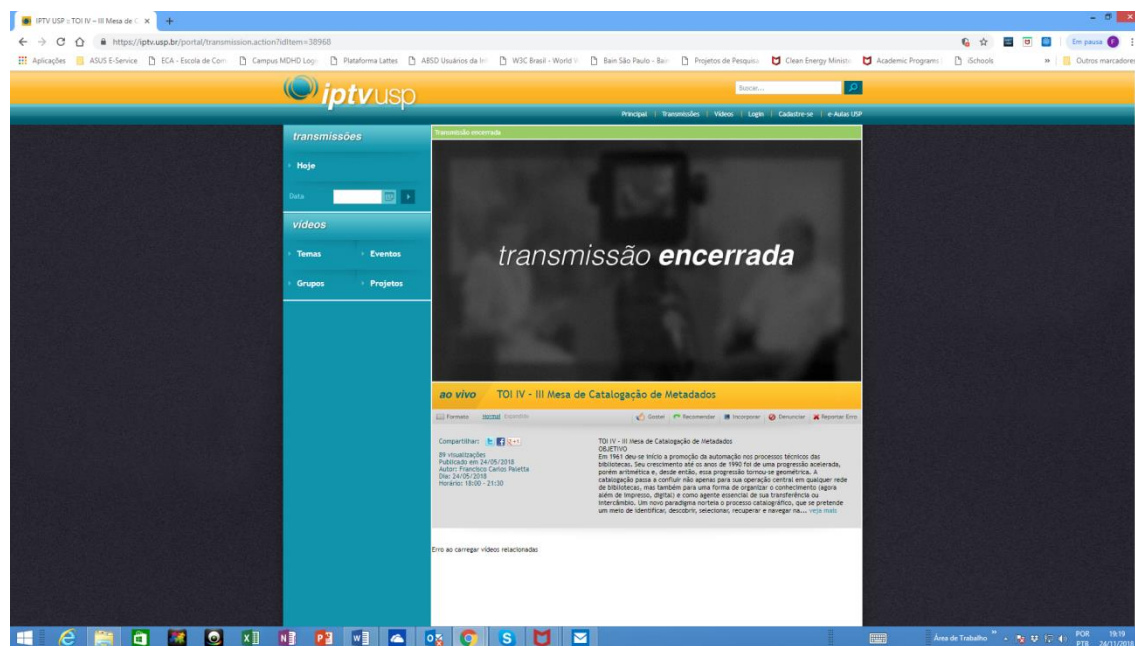 IPTV USP :: TOI IV – III Mesa de C
https://iptv.usp.br/portal/transmission.action?idItem=38968
Em pausa
Aplicações ASUS E-Service ECA - Escola de Com Campus MDHD Logi Plataforma Lattes ABSD Usuários da In W3C Brasil - World W Bain São Paulo - Bain Projetos de Pesquisa Clean Energy Ministe Academic Programs iSchools » Outros marcadores
iptvusp
Buscar...
Principal | Transmissões | Vídeos | Login | Cadastre-se | e-Aulas USP
transmissões
Hoje
Data
vídeos
Temas Eventos
Grupos Projetos
Transmissão encerrada
transmissão encerrada
ao vivo TOI IV - III Mesa de Catalogação de Metadados
Formato Normal Expandido Gostei Recomendar Incorporar Denunciar Reportar Erro
Compartilhar:
89 visualizações
Publicado em 24/05/2018
Autor: Francisco Carlos Paletta
Dia: 24/05/2018
Horário: 18:00 - 21:30
TOI IV - III Mesa de Catalogação de Metadados
OBJETIVO
Em 1961 deu-se início a promoção da automação nos processos técnicos das
bibliotecas. Seu crescimento até os anos de 1990 foi de uma progressão acelerada,
porém aritmética e, desde então, essa progressão tornou-se geométrica. A
catalogação passa a confluir não apenas para sua operação central em qualquer rede
de bibliotecas, mas também para uma forma de organizar o conhecimento (agora
além de impresso, digital) e como agente essencial de sua transferência ou
intercâmbio. Um novo paradigma norteia o processo catalográfico, que se pretende
um meio de identificar, descobrir, selecionar, recuperar e navegar na... veja mais
Erro ao carregar vídeos relacionados
Área de Trabalho
POR 19:19
PTB 24/11/2018